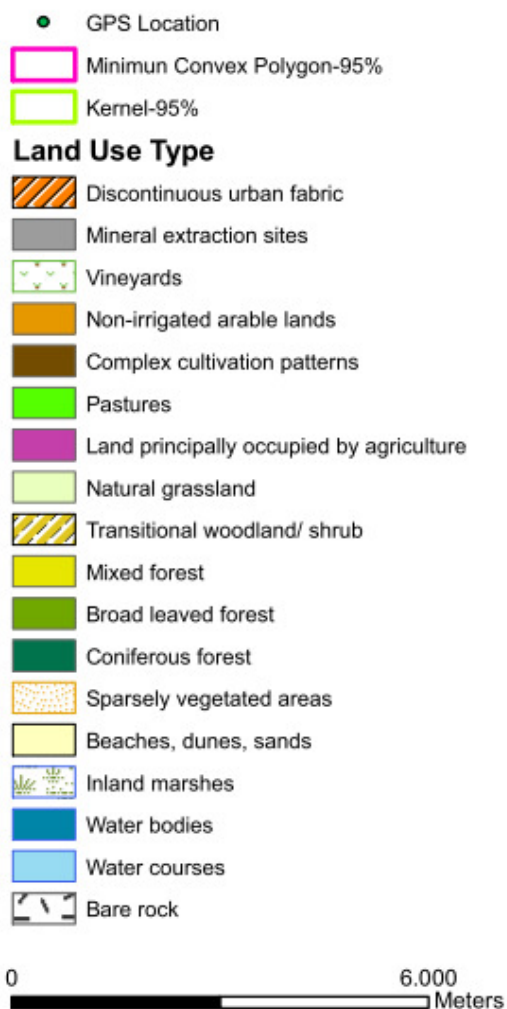 GPS Location
Minimun Convex Polygon-95%
Kernel-95%
Land Use Type
Discontinuous urban fabric
Mineral extraction sites
Vineyards
Non-irrigated arable lands
Complex cultivation patterns
Pastures
Land principally occupied by agriculture
Natural grassland
Transitional woodland/ shrub
Mixed forest
Broad leaved forest
Coniferous forest
Sparsely vegetated areas
Beaches, dunes, sands
Inland marshes
Water bodies
Water courses
Bare rock
0 6.000
Meters